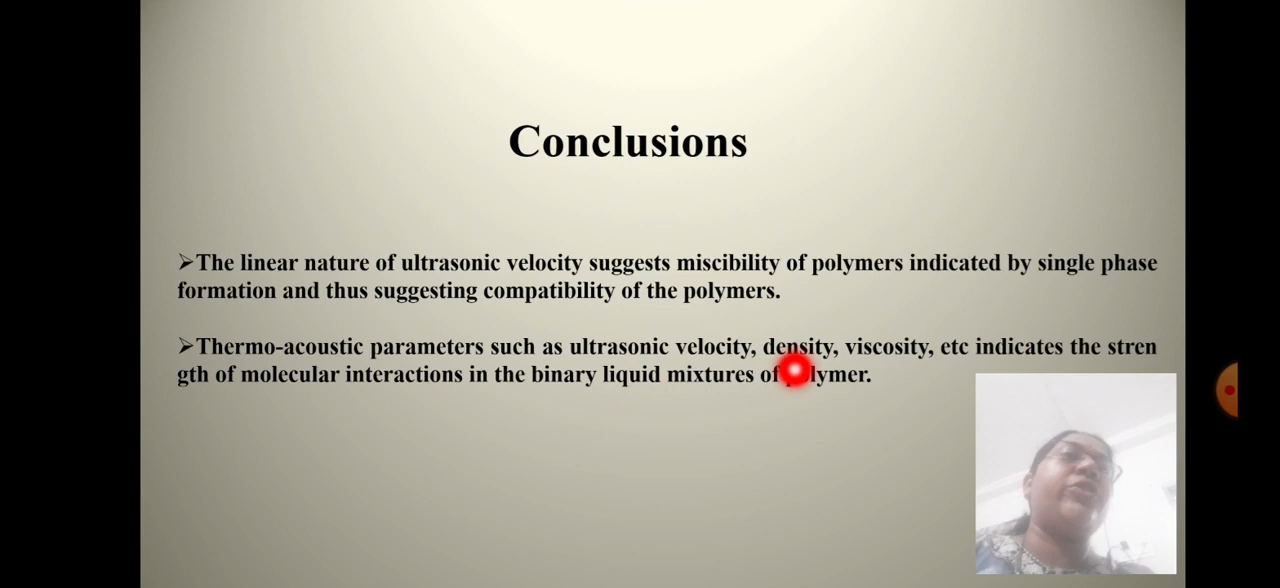 Conclusions
➢The linear nature of ultrasonic velocity suggests miscibility of polymers indicated by single phase
formation and thus suggesting compatibility of the polymers.
➢Thermo-acoustic parameters such as ultrasonic velocity, density, viscosity, etc indicates the stren
gth of molecular interactions in the binary liquid mixtures of polymer.